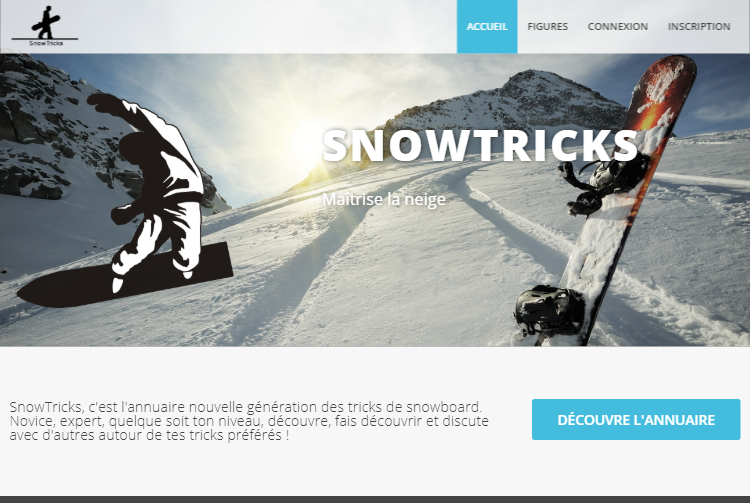 SnowTricks
ACCUEIL FIGURES CONNEXION INSCRIPTION
SNOWTRICKS
Maîtrise la neige
SnowTricks, c'est l'annuaire nouvelle génération des tricks de snowboard.
Novice, expert, quelque soit ton niveau, découvre, fais découvrir et discute
avec d'autres autour de tes tricks préférés !
DÉCOUVRE L'ANNUAIRE